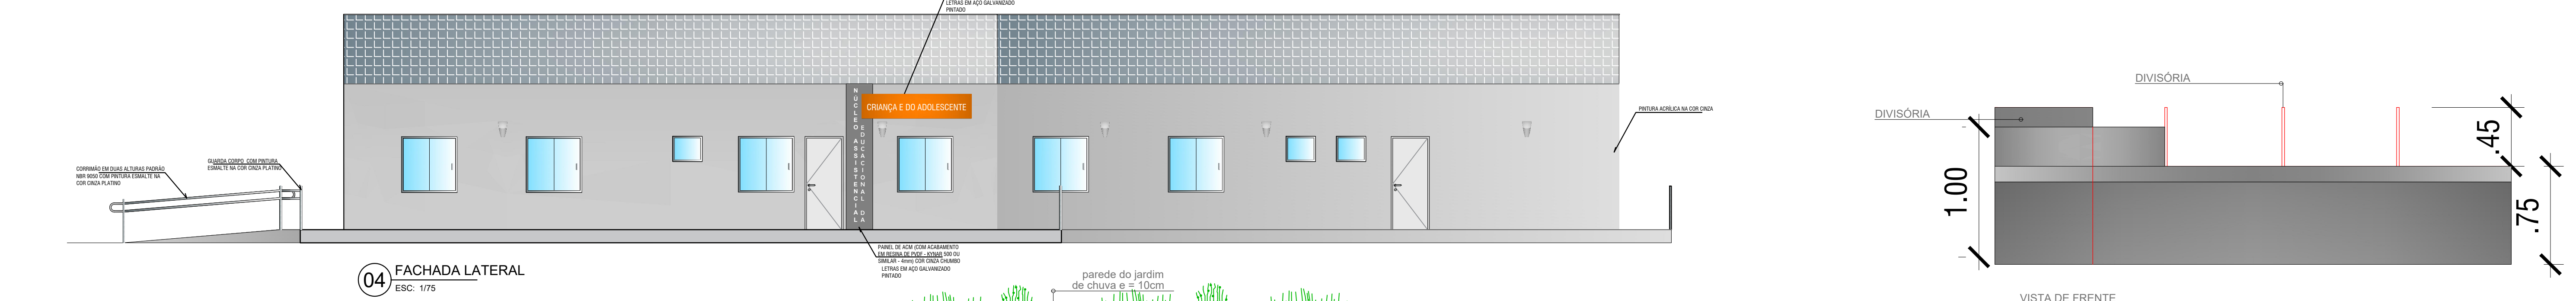 LETRAS EM AÇO GALVANIZADO
PINTADO
NÚCLEO ASSISTENCIAL
EDUCACIONAL DA
CRIANÇA E DO ADOLESCENTE
PINTURA ACRÍLICA NA COR CINZA
CORRIMÃO EM DUAS ALTURAS PADRÃO
NBR 9050 COM PINTURA ESMALTE NA
COR CINZA PLATINO
GUARDA CORPO COM PINTURA
ESMALTE NA COR CINZA PLATINO
PAINEL DE ACM (COM ACABAMENTO
EM RESINA DE PVDF - KYNAR 500 OU
SIMILAR - 4mm) COR CINZA CHUMBO
LETRAS EM AÇO GALVANIZADO
PINTADO
04
FACHADA LATERAL
ESC: 1/75
parede do jardim
de chuva e = 10cm
DIVISÓRIA
DIVISÓRIA
1.00
.45
.75
VISTA DE FRENTE